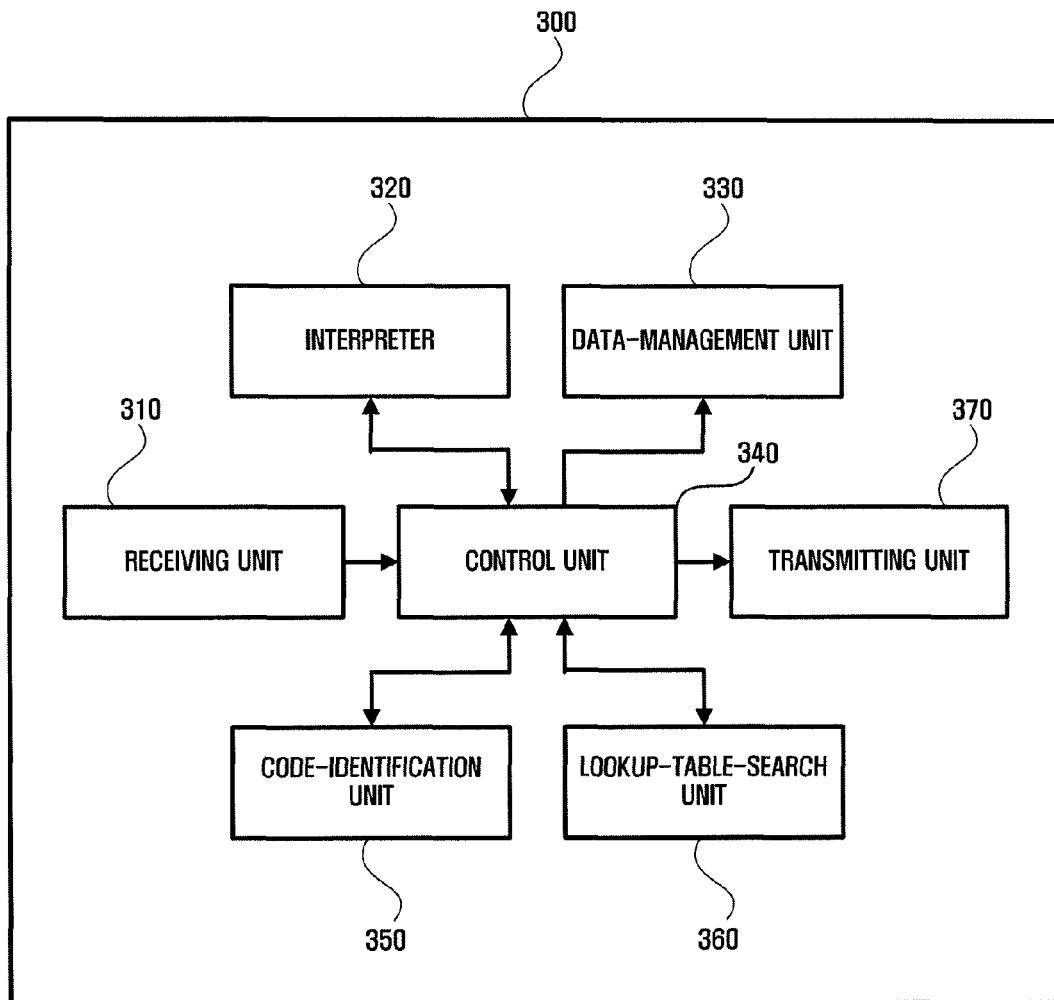 300
320
330
INTERPRETER
DATA-MANAGEMENT UNIT
310
340
370
RECEIVING UNIT
CONTROL UNIT
TRANSMITTING UNIT
CODE-IDENTIFICATION
UNIT
LOOKUP-TABLE-SEARCH
UNIT
350
360